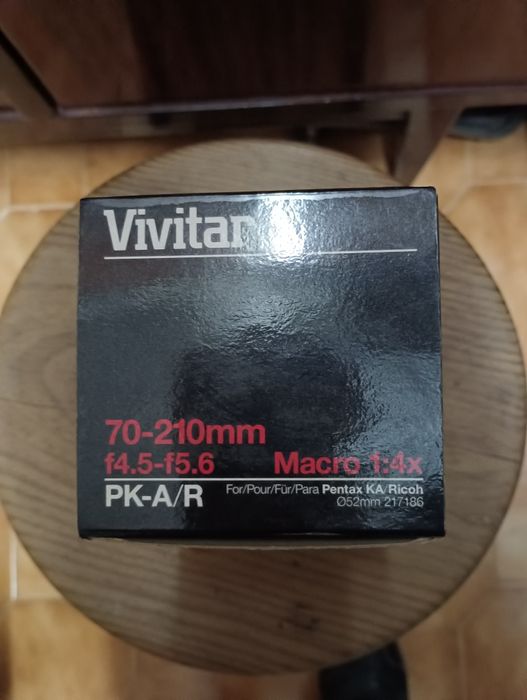 Vivitar
70-210mm
f4.5-f5.6 Macro 1:4x
PK-A/R For/Pour/Für/Para Pentax KA/Ricoh
Ø52mm 217186